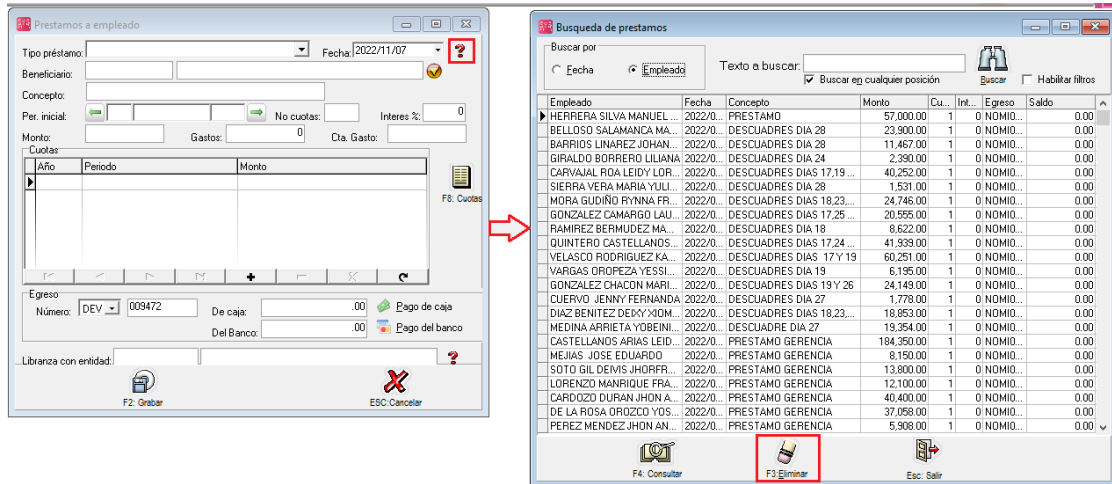 Prestamos a empleado
Tipo préstamo: Fecha: 2022/11/07
Beneficiario:
Concepto:
Per. inicial: No cuotas: Interes %: 0
Monto: Gastos: 0 Cta. Gasto:
Cuotas
Año Periodo Monto
F8: Cuotas
Egreso
Número: DEV 009472 De caja: .00 Pago de caja
Del Banco: .00 Pago del banco
Libranza con entidad:
F2: Grabar ESC:Cancelar
Busqueda de prestamos
Buscar por
Fecha Empleado Texto a buscar:
Buscar en cualquier posición Buscar Habilitar filtros
Empleado Fecha Concepto Monto Cu... Int... Egreso Saldo
HERRERA SILVA MANUEL ... 2022/0... PRESTAMO 57,000.00 1 0 NOMI0... 0.00
BELLOSO SALAMANCA MA... 2022/0... DESCUADRES DIA 28 23,900.00 1 0 NOMI0... 0.00
BARRIOS LINAREZ JOHAN... 2022/0... DESCUADRES DIA 28 11,467.00 1 0 NOMI0... 0.00
GIRALDO BORRERO LILIANA 2022/0... DESCUADRES DIA 24 2,390.00 1 0 NOMI0... 0.00
CARVAJAL ROA LEIDY LOR... 2022/0... DESCUADRES DIAS 17,19 ... 40,252.00 1 0 NOMI0... 0.00
SIERRA VERA MARIA YULI... 2022/0... DESCUADRES DIA 28 1,531.00 1 0 NOMI0... 0.00
MORA GUDIÑO RYNNA FR... 2022/0... DESCUADRES DIAS 18,23,... 24,746.00 1 0 NOMI0... 0.00
GONZALEZ CAMARGO LAU... 2022/0... DESCUADRES DIAS 17,25 ... 20,555.00 1 0 NOMI0... 0.00
RAMIREZ BERMUDEZ MA... 2022/0... DESCUADRES DIA 18 8,622.00 1 0 NOMI0... 0.00
QUINTERO CASTELLANOS... 2022/0... DESCUADRES DIAS 17,24 ... 41,939.00 1 0 NOMI0... 0.00
VELASCO RODRIGUEZ KA... 2022/0... DESCUADRES DIAS 17 Y 19 60,251.00 1 0 NOMI0... 0.00
VARGAS OROPEZA YESSI... 2022/0... DESCUADRES DIA 19 6,195.00 1 0 NOMI0... 0.00
GONZALEZ CHACON MARI... 2022/0... DESCUADRES DIAS 19 Y 26 24,149.00 1 0 NOMI0... 0.00
CUERVO JENNY FERNANDA 2022/0... DESCUADRES DIA 27 1,778.00 1 0 NOMI0... 0.00
DIAZ BENITEZ DEIXY XIOM... 2022/0... DESCUADRES DIAS 18,23,... 18,853.00 1 0 NOMI0... 0.00
MEDINA ARRIETA YOBEINI... 2022/0... DESCUADRE DIA 27 19,354.00 1 0 NOMI0... 0.00
CASTELLANOS ARIAS LEID... 2022/0... PRESTAMO GERENCIA 184,350.00 1 0 NOMI0... 0.00
MEJIAS JOSE EDUARDO 2022/0... PRESTAMO GERENCIA 8,150.00 1 0 NOMI0... 0.00
SOTO GIL DEIVIS JHORFR... 2022/0... PRESTAMO GERENCIA 13,800.00 1 0 NOMI0... 0.00
LORENZO MANRIQUE FRA... 2022/0... PRESTAMO GERENCIA 12,100.00 1 0 NOMI0... 0.00
CARDOZO DURAN JHON A... 2022/0... PRESTAMO GERENCIA 40,400.00 1 0 NOMI0... 0.00
DE LA ROSA OROZCO YOS... 2022/0... PRESTAMO GERENCIA 37,058.00 1 0 NOMI0... 0.00
PEREZ MENDEZ JHON AN... 2022/0... PRESTAMO GERENCIA 5,908.00 1 0 NOMI0... 0.00
F4: Consultar F3:Eliminar Esc: Salir